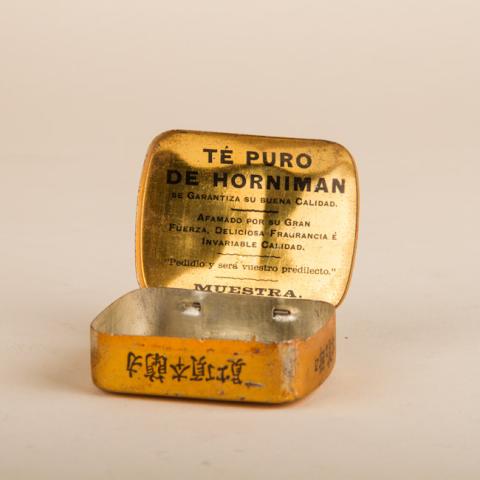 TÉ PURO
DE HORNIMAN
SE GARANTIZA SU BUENA CALIDAD.
AFAMADO POR SU GRAN
FUERZA, DELICIOSA FRAGRANCIA É
INVARIABLE CALIDAD.
"Pedidlo y será vuestro predilecto."
MUESTRA.